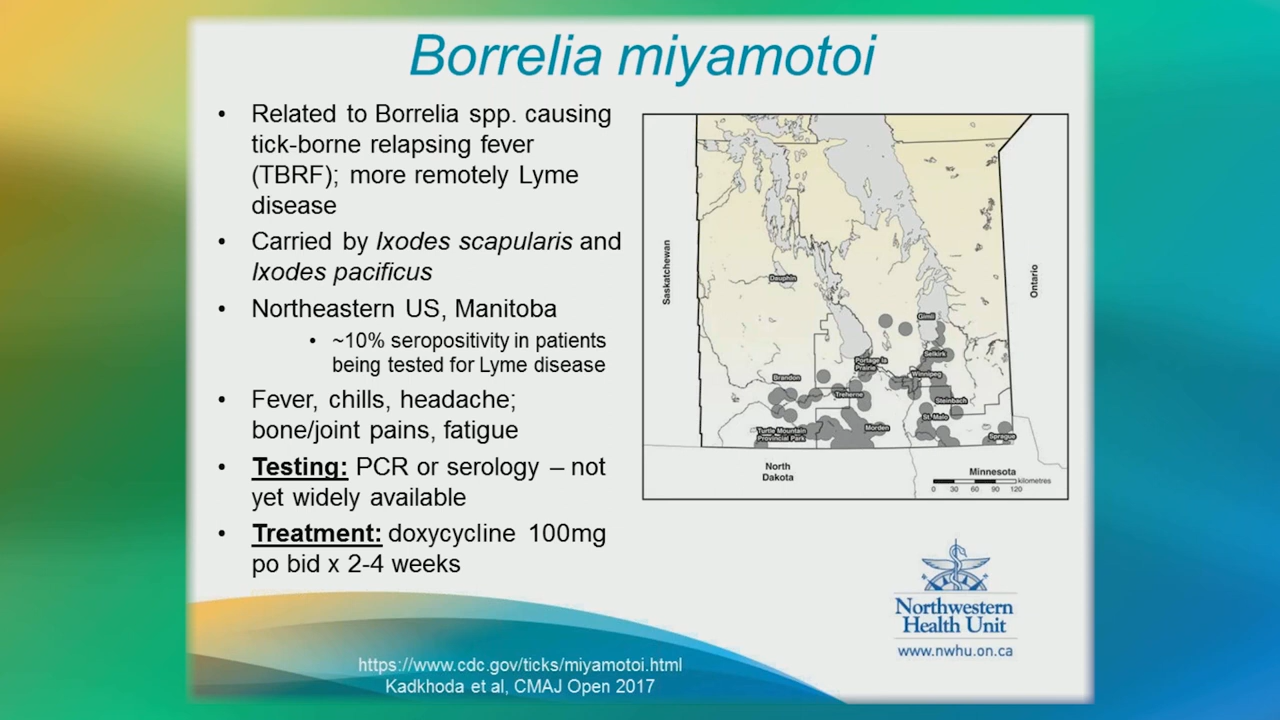 Borrelia miyamotoi
• Related to Borrelia spp. causing
tick-borne relapsing fever
(TBRF); more remotely Lyme
disease
• Carried by Ixodes scapularis and
Ixodes pacificus
• Northeastern US, Manitoba
• ~10% seropositivity in patients
being tested for Lyme disease
• Fever, chills, headache;
bone/joint pains, fatigue
• Testing: PCR or serology – not
yet widely available
• Treatment: doxycycline 100mg
po bid x 2-4 weeks
Saskatchewan
Ontario
Dauphin
Gimli
Selkirk
Portage la
Prairie
Winnipeg
Brandon
Treherne
Steinbach
St. Malo
Turtle Mountain
Provincial Park
Morden
Sprague
North
Dakota
Minnesota
kilometres
0 30 60 90 120
Northwestern
Health Unit
www.nwhu.on.ca
https://www.cdc.gov/ticks/miyamotoi.html
Kadkhoda et al, CMAJ Open 2017